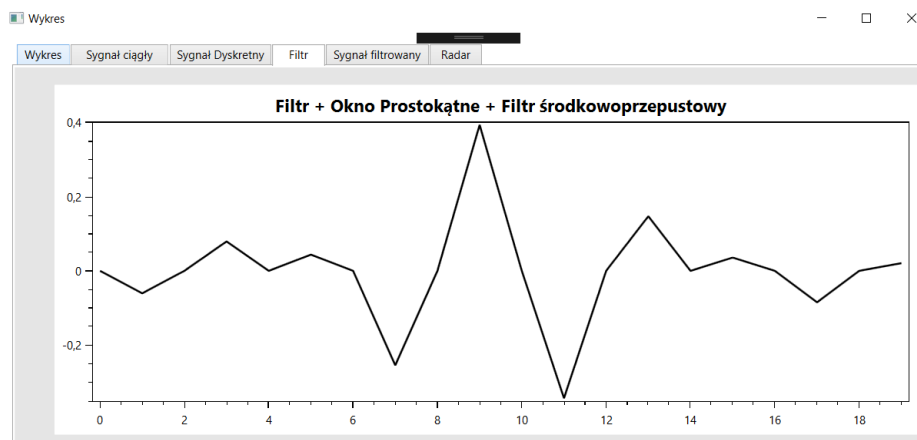 Wykres
Wykres Sygnał ciągły Sygnał Dyskretny Filtr Sygnał filtrowany Radar
Filtr + Okno Prostokątne + Filtr środkowoprzepustowy
0,4
0,2
0
-0,2
0 2 4 6 8 10 12 14 16 18